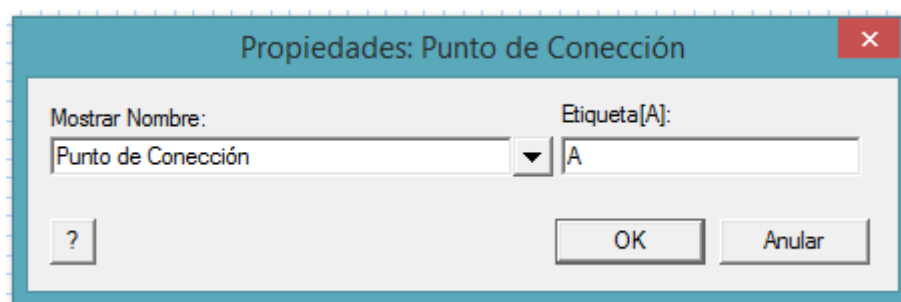 Propiedades: Punto de Conección
Mostrar Nombre:
Etiqueta[A]:
Punto de Conección
A
?
OK
Anular